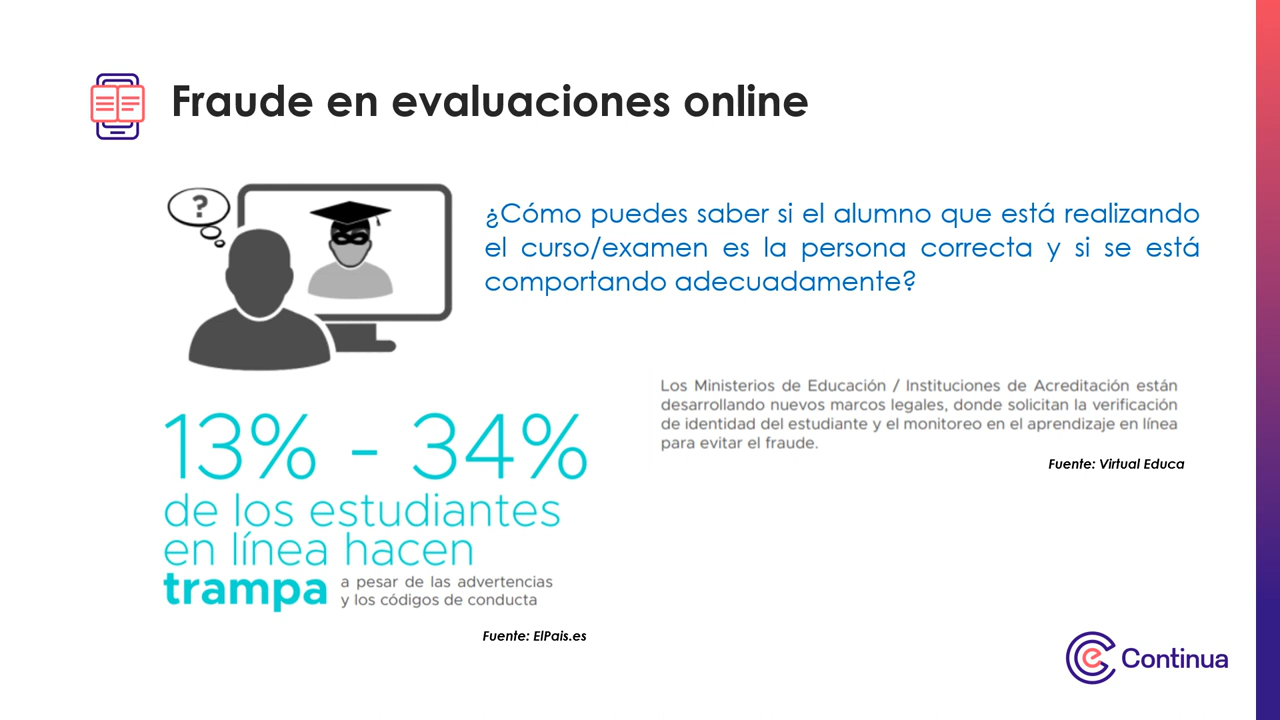 Fraude en evaluaciones online
?
¿Cómo puedes saber si el alumno que está realizando
el curso/examen es la persona correcta y si se está
comportando adecuadamente?
Los Ministerios de Educación / Instituciones de Acreditación están
desarrollando nuevos marcos legales, donde solicitan la verificación
de identidad del estudiante y el monitoreo en el aprendizaje en línea
para evitar el fraude.
Fuente: Virtual Educa
13% - 34%
de los estudiantes
en línea hacen
trampa a pesar de las advertencias
y los códigos de conducta
Fuente: ElPais.es
e Continua